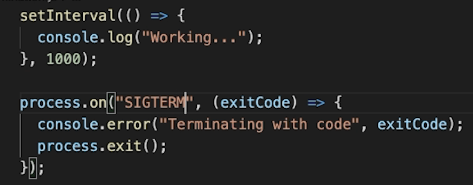 setInterval(() => {
  console.log("Working...");
}, 1000);

process.on("SIGTERM", (exitCode) => {
  console.error("Terminating with code", exitCode);
  process.exit();
});